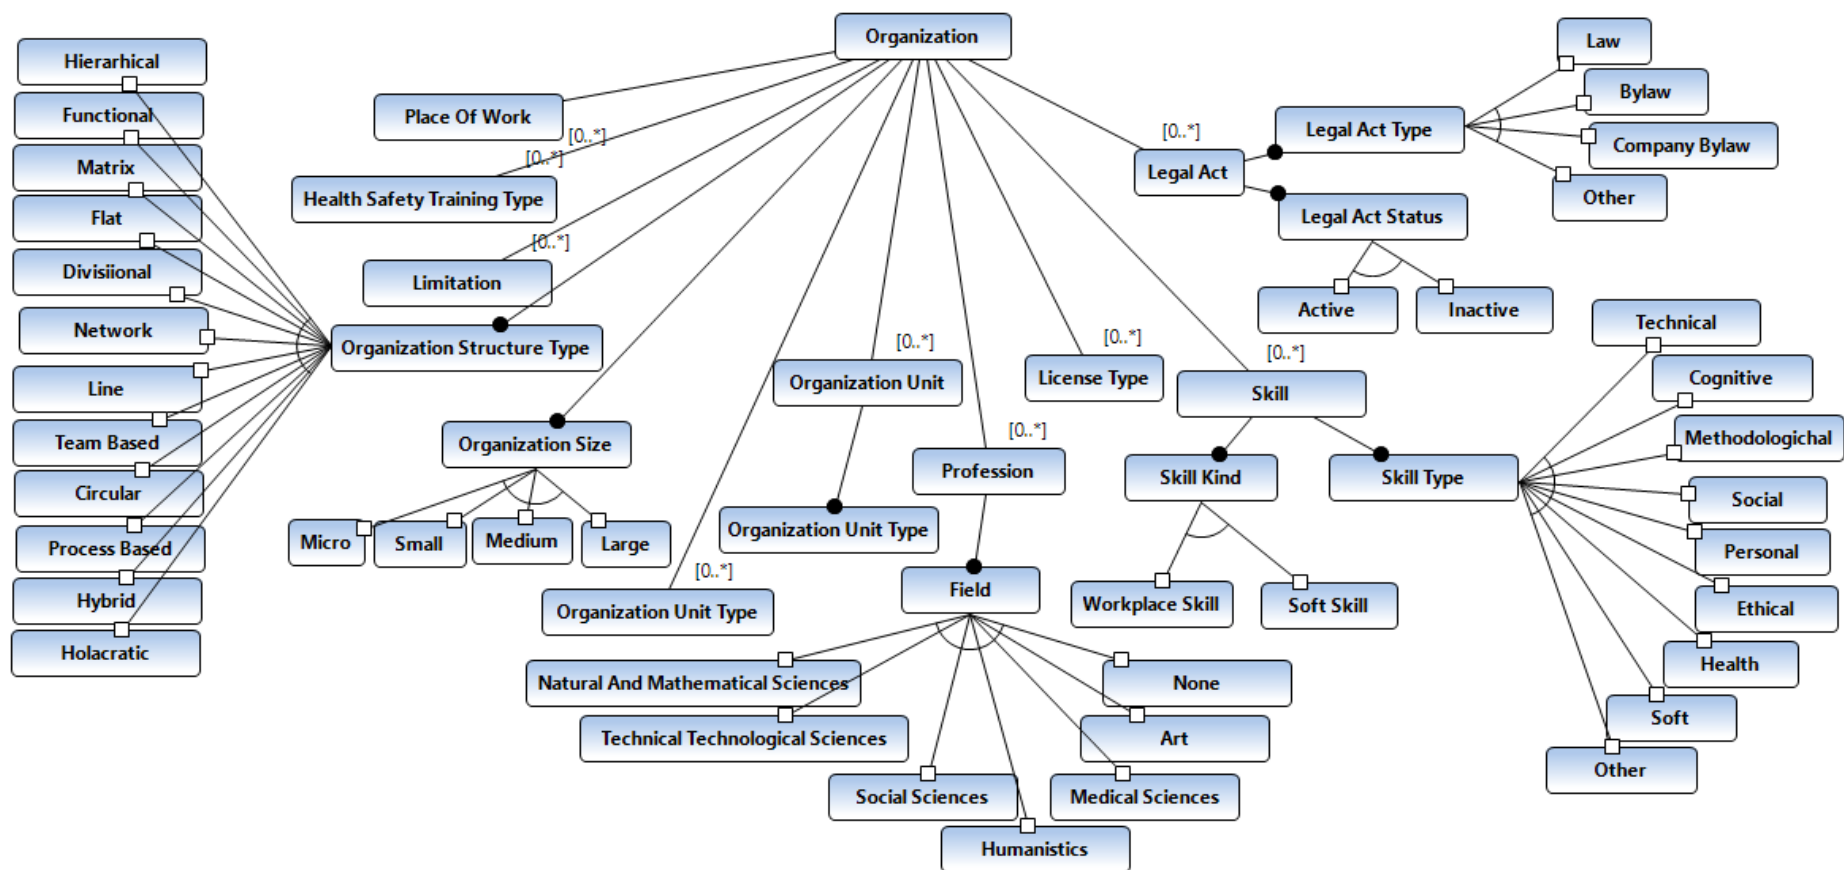 Organization
Hierarhical
Functional
Matrix
Flat
Divisiional
Network
Line
Team Based
Circular
Process Based
Hybrid
Holacratic
Place Of Work
[0..*]
Health Safety Training Type
[0..*]
Limitation
[0..*]
Organization Structure Type
Organization Size
Micro
Small
Medium
Large
[0..*]
Organization Unit Type
[0..*]
Organization Unit
Organization Unit Type
[0..*]
Profession
Field
Natural And Mathematical Sciences
Technical Technological Sciences
Social Sciences
Humanistics
Medical Sciences
Art
None
[0..*]
License Type
[0..*]
Skill
Skill Kind
Workplace Skill
Soft Skill
Skill Type
Technical
Cognitive
Methodologichal
Social
Personal
Ethical
Health
Soft
Other
[0..*]
Legal Act
Legal Act Type
Law
Bylaw
Company Bylaw
Other
Legal Act Status
Active
Inactive